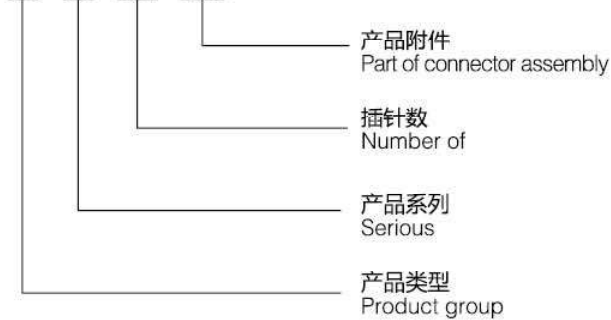 产品附件
Part of connector assembly
插针数
Number of
产品系列
Serious
产品类型
Product group